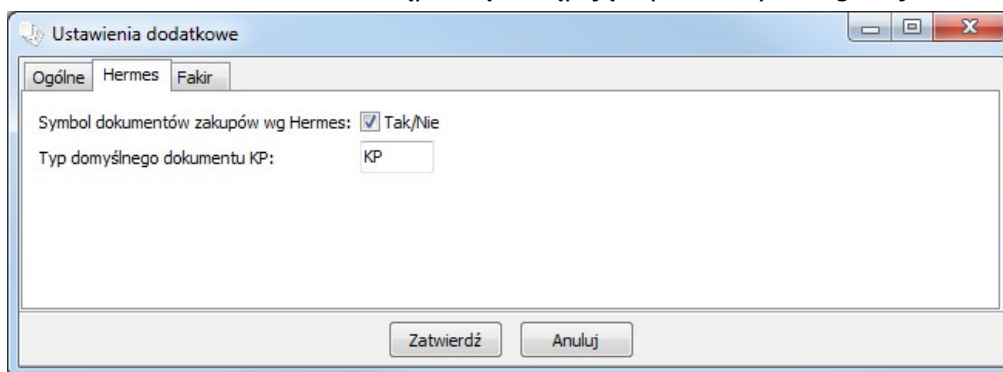 Ustawienia dodatkowe
Ogólne Hermes Fakir
Symbol dokumentów zakupów wg Hermes: Tak/Nie
Typ domyślnego dokumentu KP: KP
Zatwierdź Anuluj